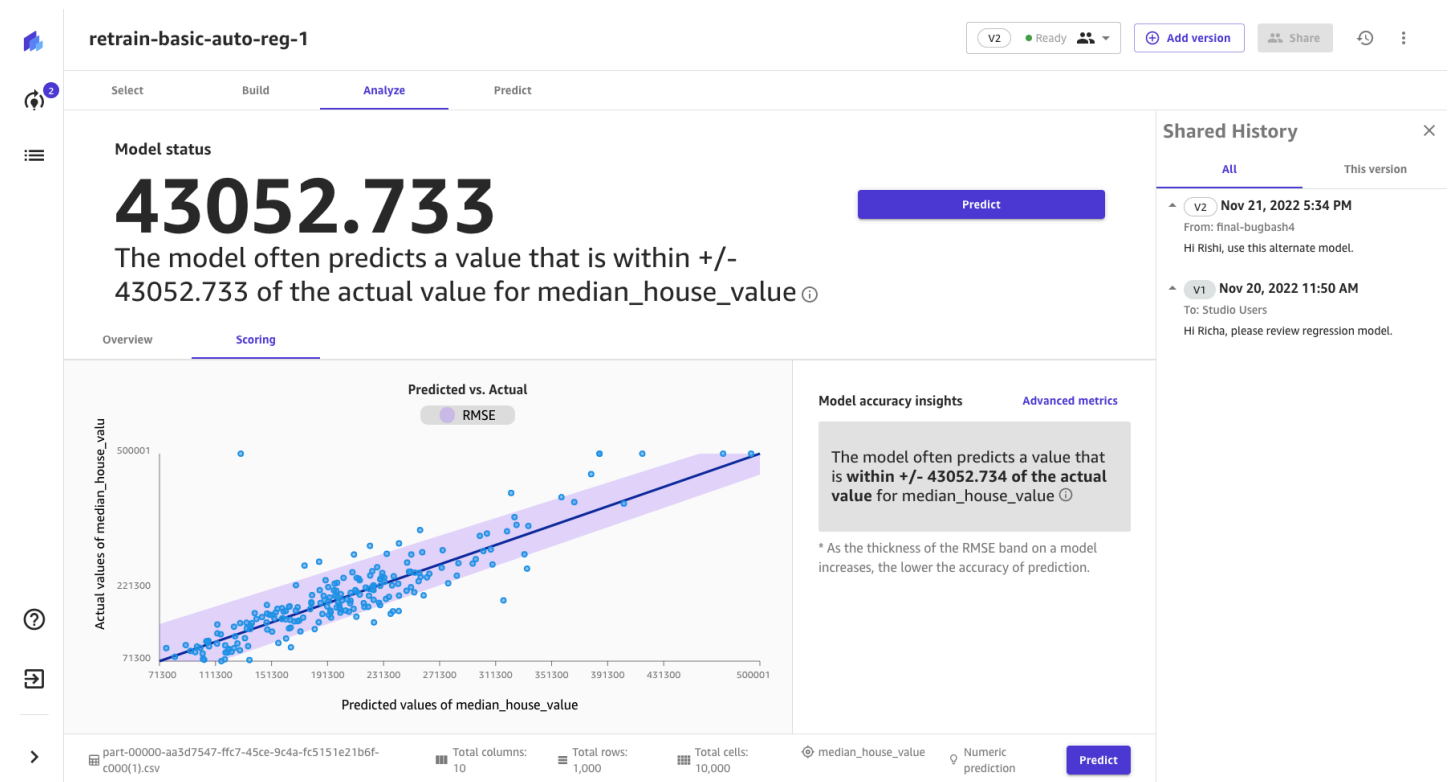 retrain-basic-auto-reg-1
V2
Ready
Add version
Share
2
Select
Build
Analyze
Predict
Model status
43052.733
The model often predicts a value that is within +/-
43052.733 of the actual value for median_house_value
Predict
Overview
Scoring
Predicted vs. Actual
RMSE
Actual values of median_house_valu
500001
221300
71300
71300
111300
151300
191300
231300
271300
311300
351300
391300
431300
500001
Predicted values of median_house_value
Model accuracy insights
Advanced metrics
The model often predicts a value that
is within +/- 43052.734 of the actual
value for median_house_value
* As the thickness of the RMSE band on a model
increases, the lower the accuracy of prediction.
Shared History
All
This version
V2 Nov 21, 2022 5:34 PM
From: final-bugbash4
Hi Rishi, use this alternate model.
V1 Nov 20, 2022 11:50 AM
To: Studio Users
Hi Richa, please review regression model.
part-00000-aa3d7547-ffc7-45ce-9c4a-fc5151e21b6f-
c000(1).csv
Total columns:
10
Total rows:
1,000
Total cells:
10,000
median_house_value
Numeric
prediction
Predict